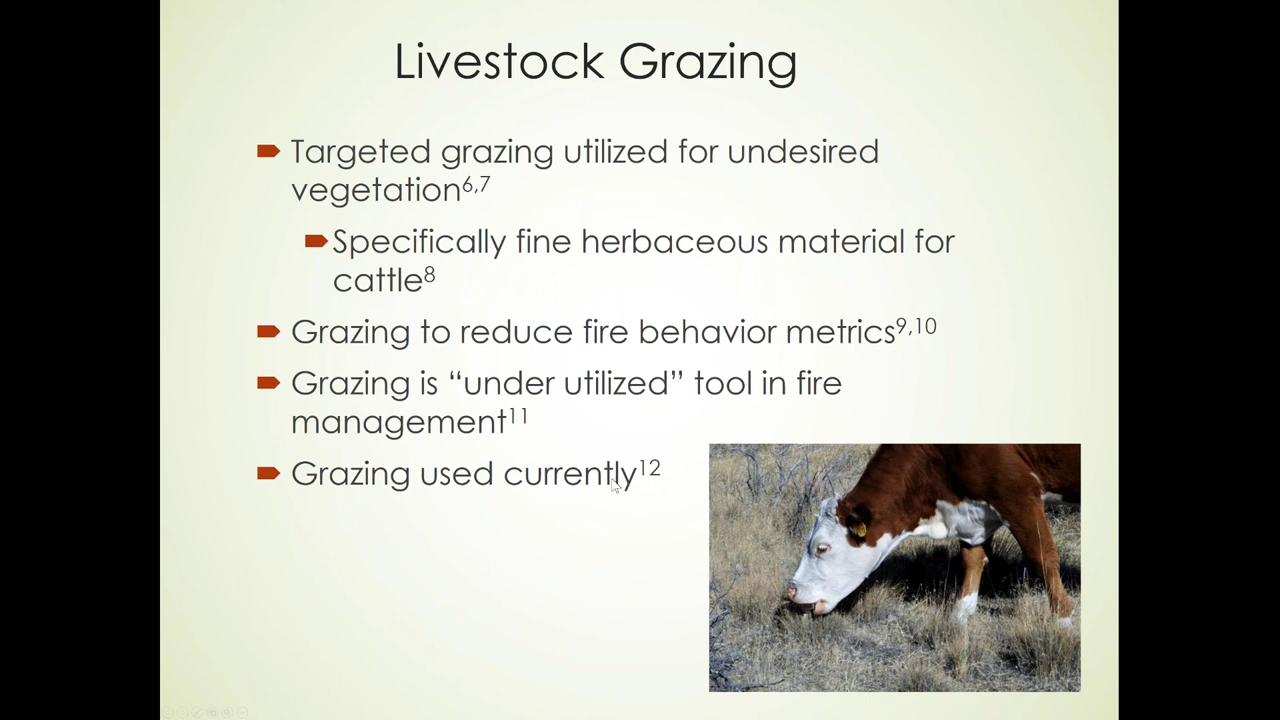 Livestock Grazing
Targeted grazing utilized for undesired
vegetation6,7
Specifically fine herbaceous material for
cattle8
Grazing to reduce fire behavior metrics9,10
Grazing is “under utilized” tool in fire
management11
Grazing used currently12